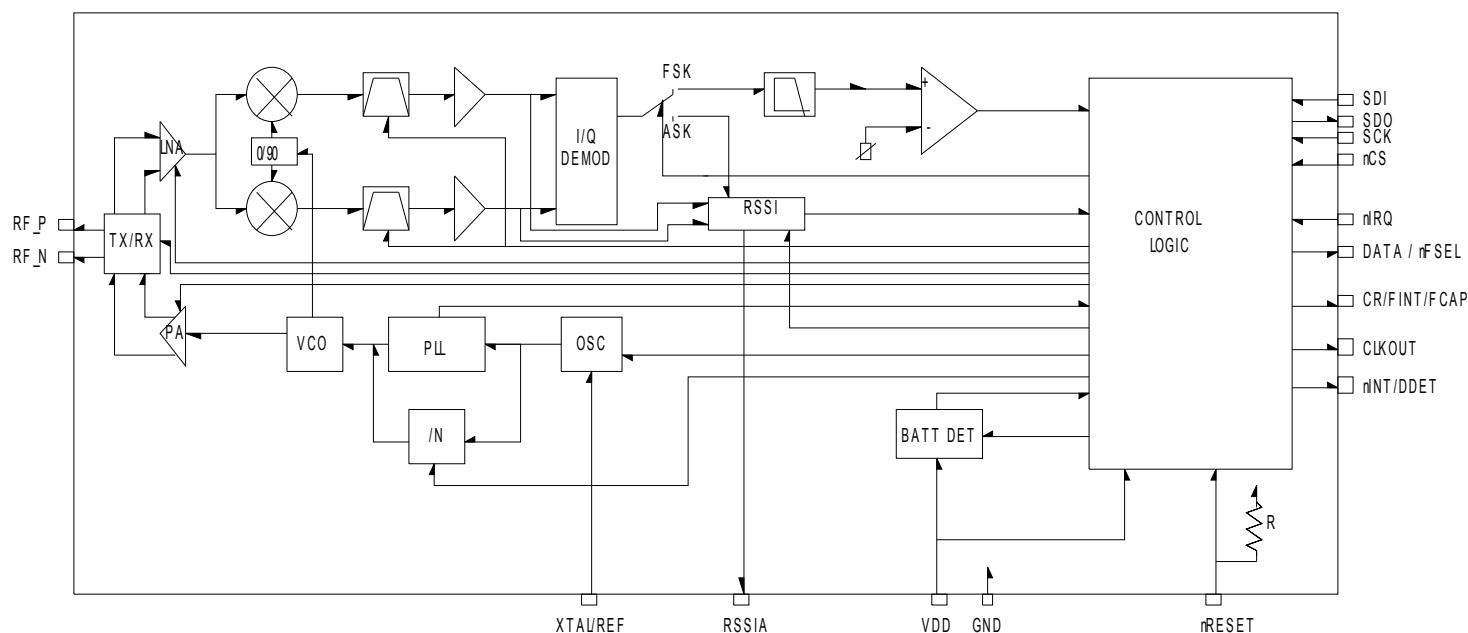 FSK
ASK
LNA
0/90
I/Q
DEMOD
+
-
RSSI
CONTROL
LOGIC
SDI
SDO
SCK
nCS
nIRQ
DATA / nFSEL
CR/FINT/FCAP
CLKOUT
nINT/DDET
RF_P
RF_N
TX/RX
PA
VCO
PLL
OSC
/N
BATT DET
R
XTAL/REF
RSSIA
VDD
GND
nRESET